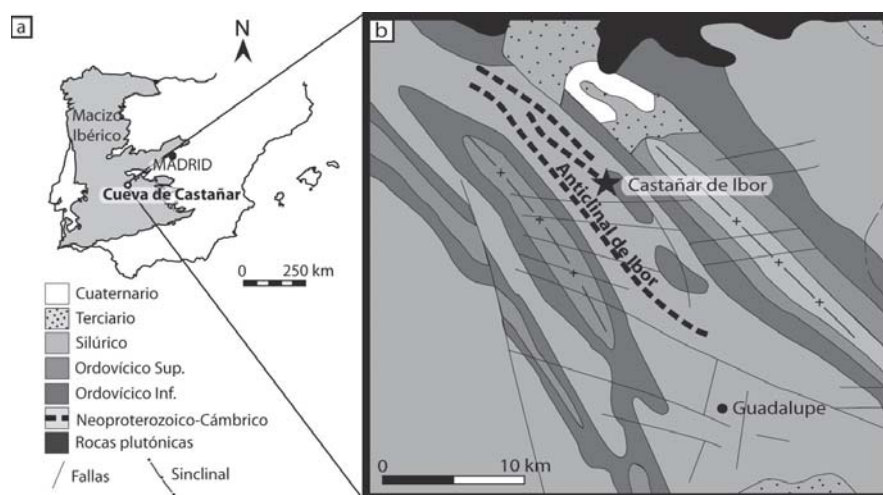 a
N
Macizo
Ibérico
MADRID
Cueva de Castañar
0 250 km
Cuaternario
Terciario
Silúrico
Ordovícico Sup.
Ordovícico Inf.
Neoproterozoico-Cámbrico
Rocas plutónicas
Fallas
Sinclinal
b
Castañar de Ibor
Anticlinal de Ibor
Guadalupe
0 10 km